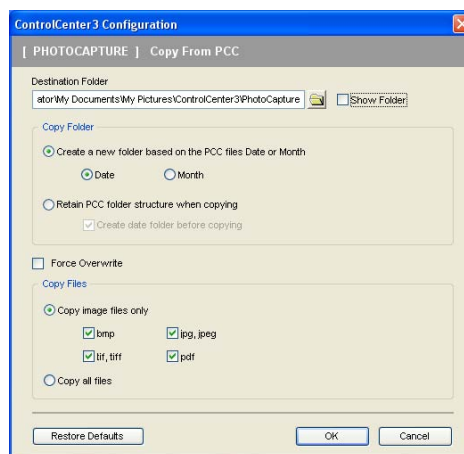 ControlCenter3 Configuration
[ PHOTOCAPTURE ] Copy From PCC
Destination Folder
ator\My Documents\My Pictures\ControlCenter3\PhotoCapture Show Folder
Copy Folder
Create a new folder based on the PCC files Date or Month
Date Month
Retain PCC folder structure when copying
Create date folder before copying
Force Overwrite
Copy Files
Copy image files only
bmp jpg, jpeg
tif, tiff pdf
Copy all files
Restore Defaults OK Cancel